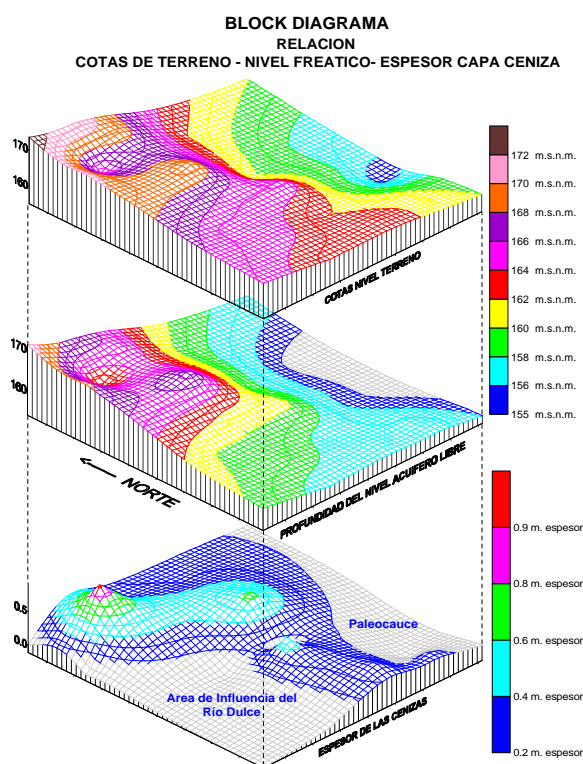 BLOCK DIAGRAMA
RELACION
COTAS DE TERRENO - NIVEL FREATICO- ESPESOR CAPA CENIZA
170
160
COTAS NIVEL TERRENO
172 m.s.n.m.
170 m.s.n.m.
168 m.s.n.m.
166 m.s.n.m.
164 m.s.n.m.
162 m.s.n.m.
160 m.s.n.m.
158 m.s.n.m.
156 m.s.n.m.
155 m.s.n.m.
170
160
NORTE
PROFUNDIDAD DEL NIVEL ACUIFERO LIBRE
0.5
0.0
Paleocauce
Area de Influencia del
Río Dulce
ESPESOR DE LAS CENIZAS
0.9 m. espesor
0.8 m. espesor
0.6 m. espesor
0.4 m. espesor
0.2 m. espesor